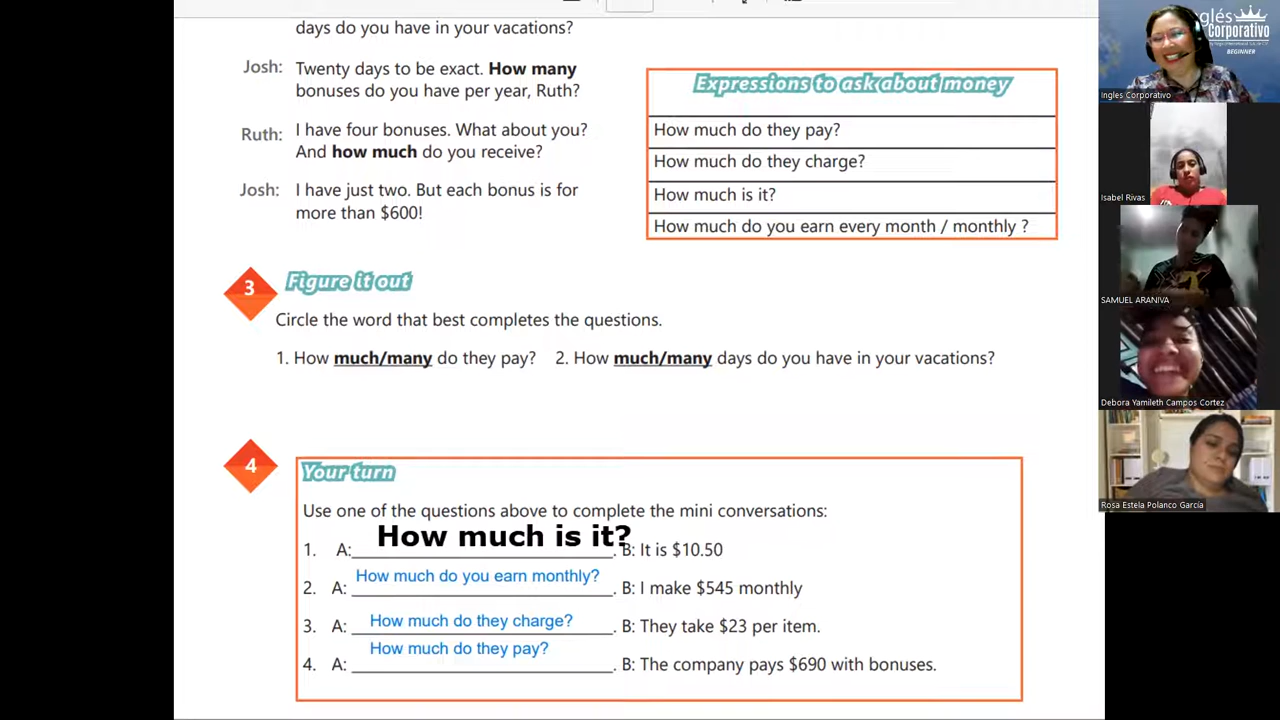 days do you have in your vacations?
Josh: Twenty days to be exact. How many
bonuses do you have per year, Ruth?
Ruth: I have four bonuses. What about you?
And how much do you receive?
Josh: I have just two. But each bonus is for
more than $600!
Expressions to ask about money
How much do they pay?
How much do they charge?
How much is it?
How much do you earn every month / monthly ?
3 Figure it out
Circle the word that best completes the questions.
1. How much/many do they pay? 2. How much/many days do you have in your vacations?
4 Your turn
Use one of the questions above to complete the mini conversations:
1. A: How much is it? . B: It is $10.50
2. A: How much do you earn monthly? . B: I make $545 monthly
3. A: How much do they charge? . B: They take $23 per item.
4. A: How much do they pay? . B: The company pays $690 with bonuses.
glés
Corporativo
BEGINNER
Ingles Corporativo
Isabel Rivas
SAMUEL ARANIVA
Debora Yamileth Campos Cortez
Rosa Estela Polanco García